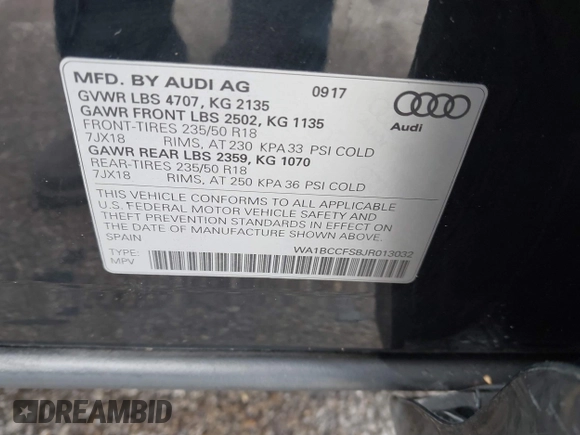 MFD. BY AUDI AG 0917
GVWR LBS 4707, KG 2135
GAWR FRONT LBS 2502, KG 1135
FRONT-TIRES 235/50 R18
7JX18 RIMS, AT 230 KPA 33 PSI COLD
GAWR REAR LBS 2359, KG 1070
REAR-TIRES 235/50 R18
7JX18 RIMS, AT 250 KPA 36 PSI COLD
Audi
THIS VEHICLE CONFORMS TO ALL APPLICABLE
U.S. FEDERAL MOTOR VEHICLE SAFETY AND
THEFT PREVENTION STANDARDS IN EFFECT ON
THE DATE OF MANUFACTURE SHOWN ABOVE.
SPAIN
WA1BCCFS8JR013032
TYPE:
MPV
DREAMBID